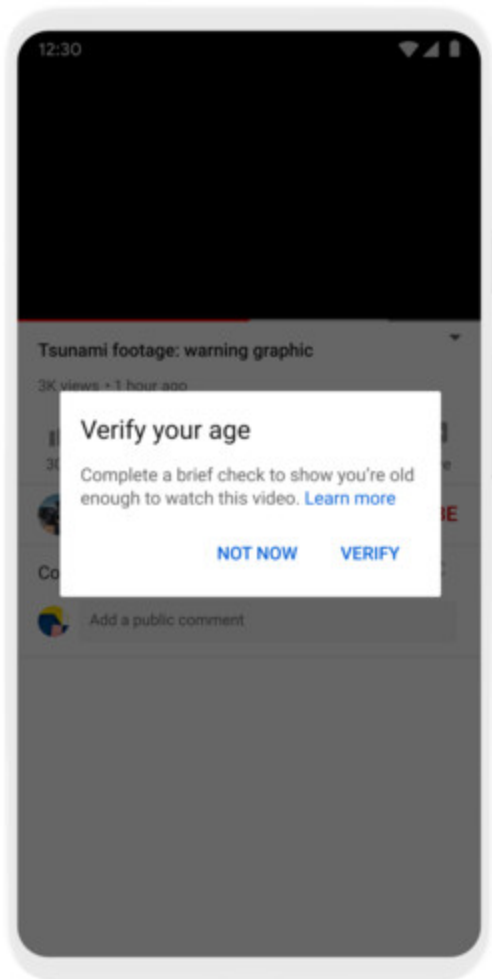 12:30
Tsunami footage: warning graphic
3K views • 1 hour ago
Verify your age
Complete a brief check to show you're old
enough to watch this video. Learn more
NOT NOW VERIFY
Add a public comment